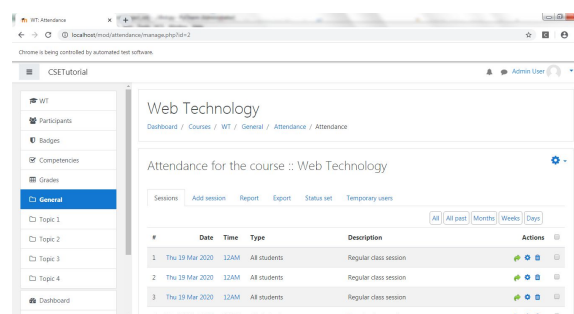 WT: Attendance
localhost/mod/attendance/manage.php?id=2
Chrome is being controlled by automated test software.
CSETutorial
Admin User
WT
Participants
Badges
Competencies
Grades
General
Topic 1
Topic 2
Topic 3
Topic 4
Dashboard
Web Technology
Dashboard / Courses / WT / General / Attendance / Attendance
Attendance for the course :: Web Technology
Sessions Add session Report Export Status set Temporary users
All All past Months Weeks Days
# Date Time Type Description Actions
1 Thu 19 Mar 2020 12AM All students Regular class session
2 Thu 19 Mar 2020 12AM All students Regular class session
3 Thu 19 Mar 2020 12AM All students Regular class session